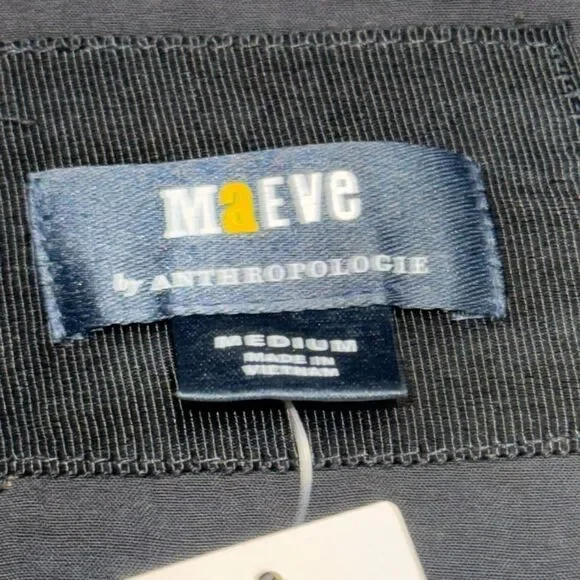 MaEVe
by ANTHROPOLOGIE
MEDIUM
MADE IN
VIETNAM